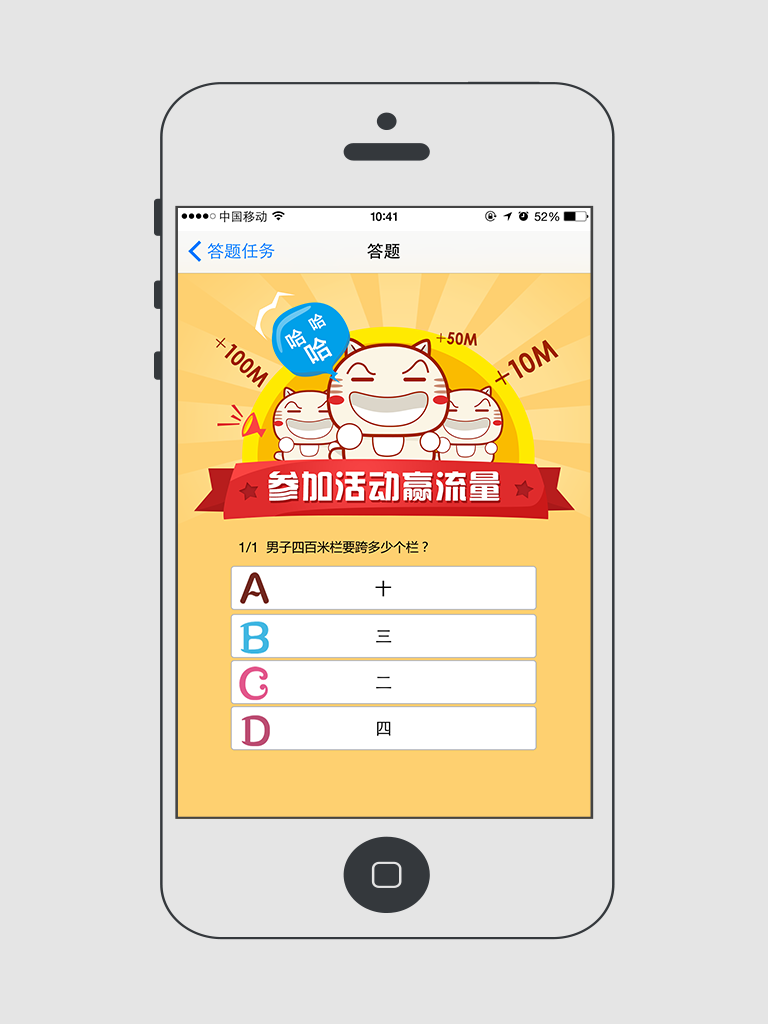 中国移动 10:41 52%
答题任务 答题
哈哈哈
+100M
+50M
+10M
参加活动赢流量
1/1 男子四百米栏要跨多少个栏？
A 十
B 三
C 二
D 四